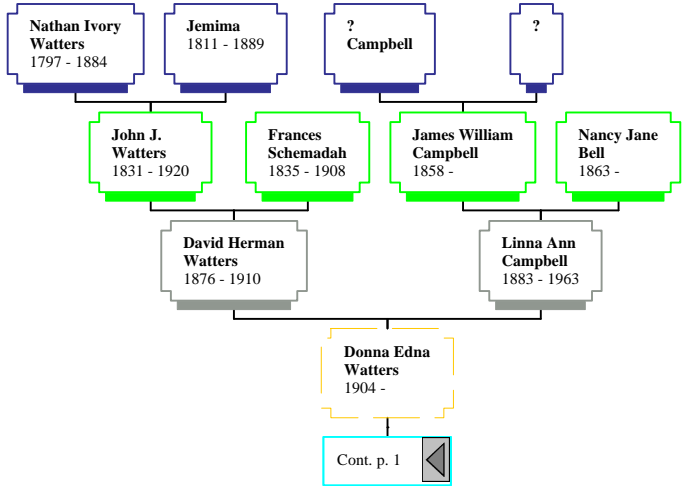 Nathan Ivory
Watters
1797 - 1884
Jemima
1811 - 1889
?
Campbell
?
John J.
Watters
1831 - 1920
Frances
Schemadah
1835 - 1908
James William
Campbell
1858 -
Nancy Jane
Bell
1863 -
David Herman
Watters
1876 - 1910
Linna Ann
Campbell
1883 - 1963
Donna Edna
Watters
1904 -
Cont. p. 1